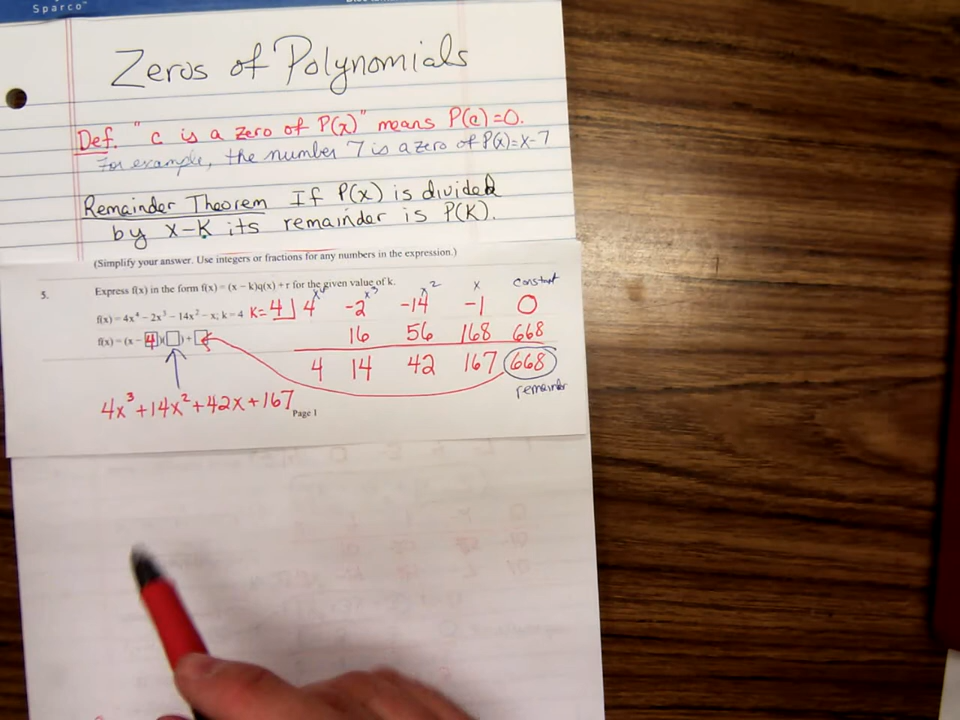 Sparco™
Zeros of Polynomials
Def. "c is a zero of P(x)" means P(c)=0.
For example, the number 7 is a zero of P(x)=x-7
Remainder Theorem If P(x) is divided
by x-K its remainder is P(K).
(Simplify your answer. Use integers or fractions for any numbers in the expression.)
5. Express f(x) in the form f(x) = (x − k)q(x) + r for the given value of k.
x⁴ x³ x² x constant
f(x) = 4x⁴ − 2x³ − 14x² − x; k = 4 K= 4 4 -2 -14 -1 0
f(x) = (x − 4)( ) + 16 56 168 668
4 14 42 167 668
remainder
4x³+14x²+42x+167
Page 1